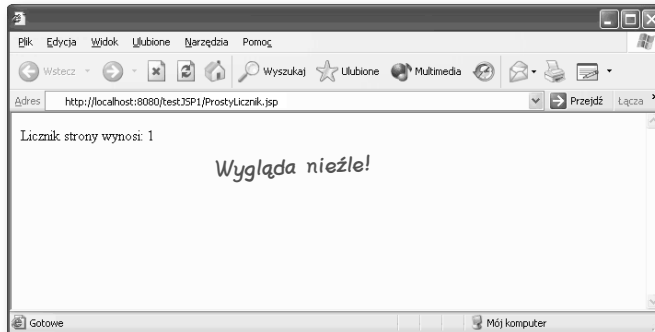 Plik Edycja Widok Ulubione Narzędzia Pomoc
Wstecz Wyszukaj Ulubione Multimedia
Adres http://localhost:8080/testJSP1/ProstyLicznik.jsp Przejdź Łącza
Licznik strony wynosi: 1
Wygląda nieźle!
Gotowe Mój komputer